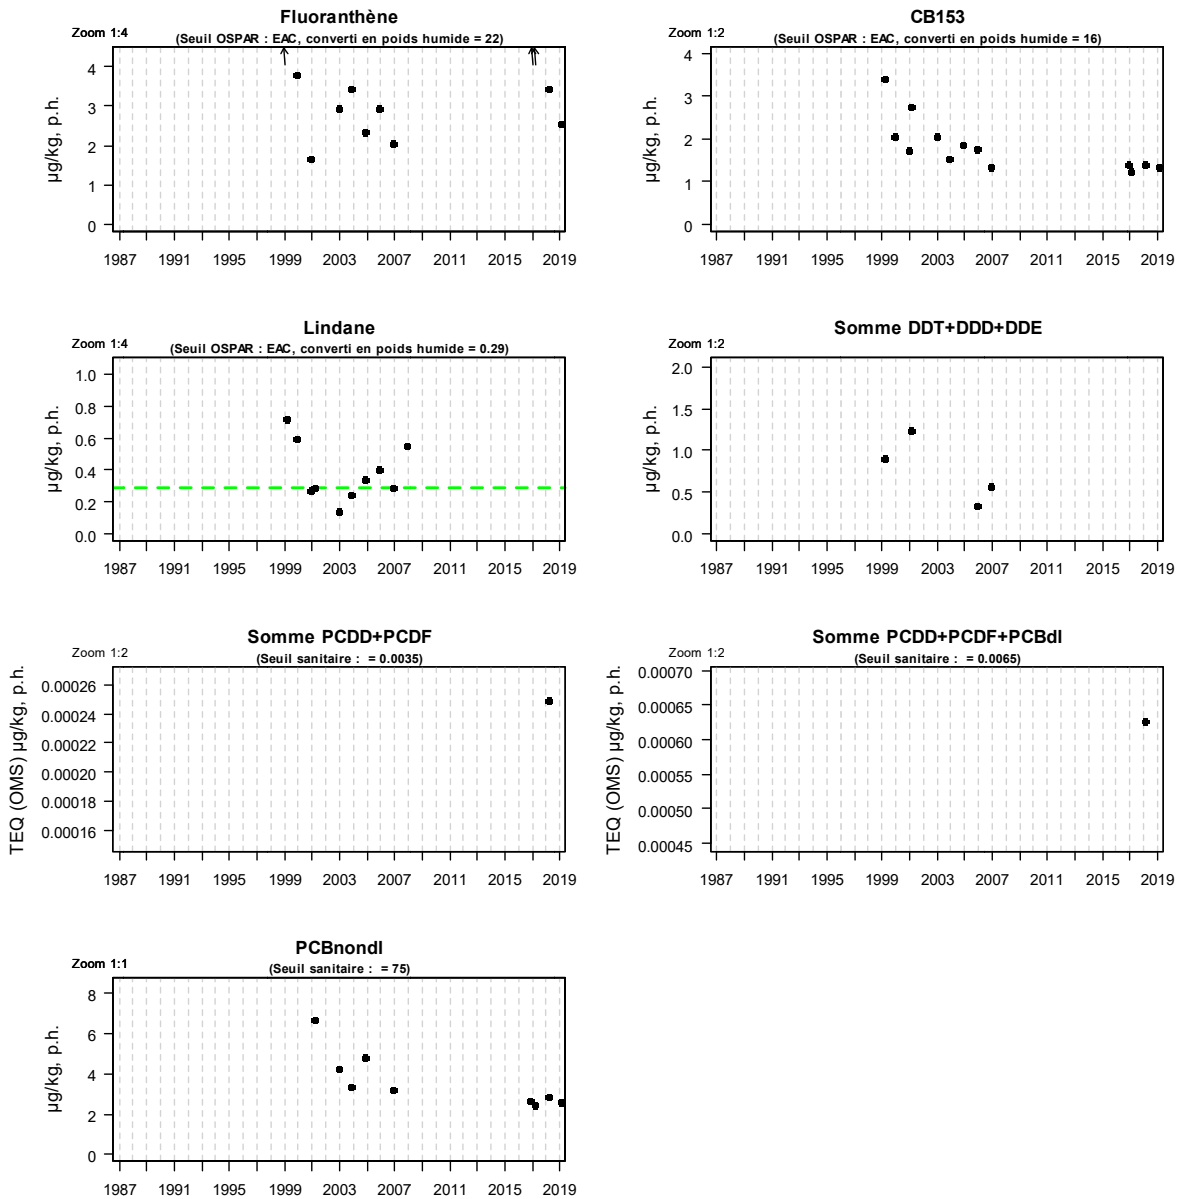 Fluoranthène
Zoom 1:4
(Seuil OSPAR : EAC, converti en poids humide = 22)
µg/kg, p.h.
4
3
2
1
0
1987 1991 1995 1999 2003 2007 2011 2015 2019
CB153
Zoom 1:2
(Seuil OSPAR : EAC, converti en poids humide = 16)
µg/kg, p.h.
4
3
2
1
0
1987 1991 1995 1999 2003 2007 2011 2015 2019
Lindane
Zoom 1:4
(Seuil OSPAR : EAC, converti en poids humide = 0.29)
µg/kg, p.h.
1.0
0.8
0.6
0.4
0.2
0.0
1987 1991 1995 1999 2003 2007 2011 2015 2019
Somme DDT+DDD+DDE
Zoom 1:2
µg/kg, p.h.
2.0
1.5
1.0
0.5
0.0
1987 1991 1995 1999 2003 2007 2011 2015 2019
Somme PCDD+PCDF
Zoom 1:2
(Seuil sanitaire : = 0.0035)
TEQ (OMS) µg/kg, p.h.
0.00026
0.00024
0.00022
0.00020
0.00018
0.00016
1987 1991 1995 1999 2003 2007 2011 2015 2019
Somme PCDD+PCDF+PCBdl
Zoom 1:2
(Seuil sanitaire : = 0.0065)
TEQ (OMS) µg/kg, p.h.
0.00070
0.00065
0.00060
0.00055
0.00050
0.00045
1987 1991 1995 1999 2003 2007 2011 2015 2019
PCBnondl
Zoom 1:1
(Seuil sanitaire : = 75)
µg/kg, p.h.
8
6
4
2
0
1987 1991 1995 1999 2003 2007 2011 2015 2019